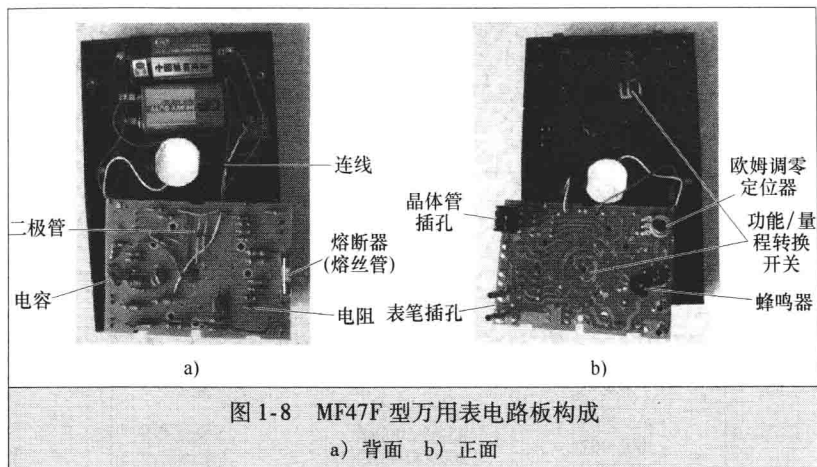 连线
二极管
熔断器
(熔丝管)
电容
电阻
a)
晶体管
插孔
欧姆调零
定位器
功能/量
程转换
开关
表笔插孔
蜂鸣器
b)
图 1-8 MF47F 型万用表电路板构成
a) 背面 b) 正面